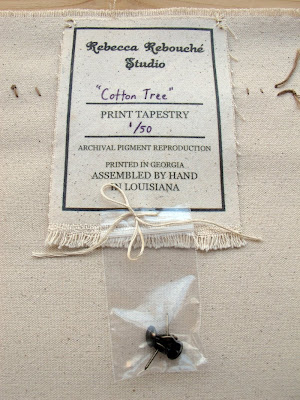 Rebecca Rebouché
Studio
"Cotton Tree"
PRINT TAPESTRY
1/50
ARCHIVAL PIGMENT REPRODUCTION
PRINTED IN GEORGIA
ASSEMBLED BY HAND
IN LOUISIANA